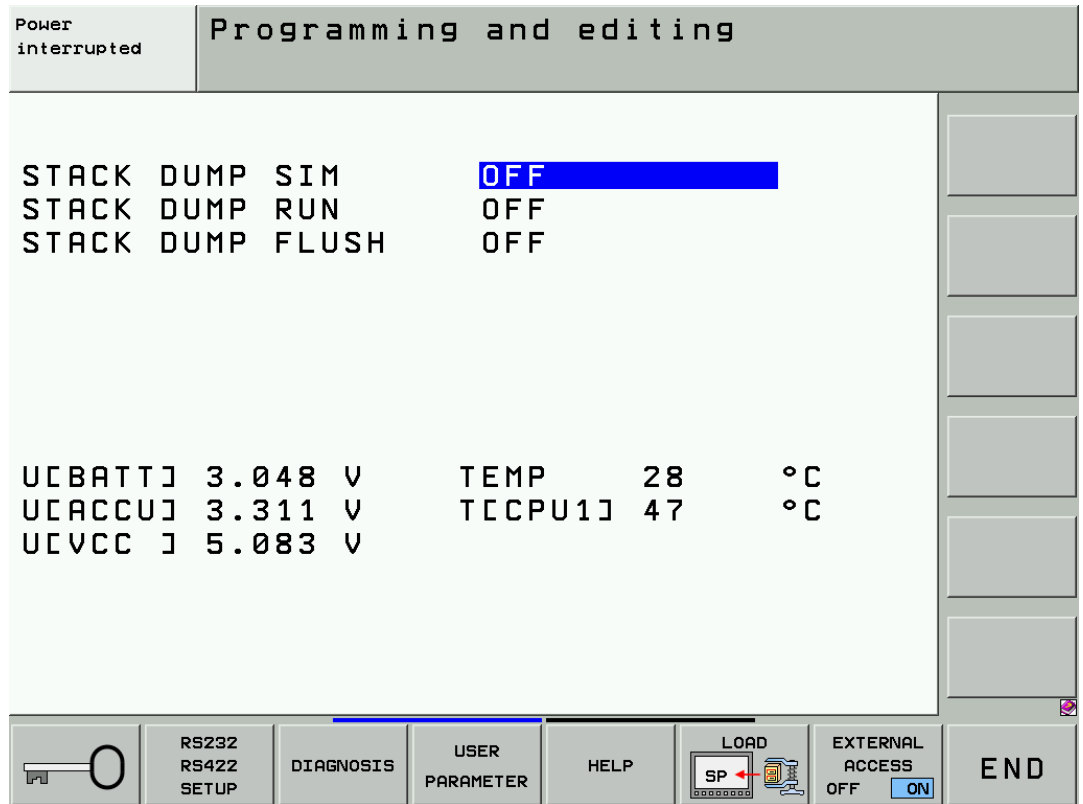 Power
interrupted
Programming and editing
STACK DUMP SIM OFF
STACK DUMP RUN OFF
STACK DUMP FLUSH OFF
U[BATT] 3.048 V TEMP 28 °C
U[ACCU] 3.311 V T[CPU1] 47 °C
U[VCC ] 5.083 V
RS232
RS422
SETUP
DIAGNOSIS
USER
PARAMETER
HELP
LOAD
SP
EXTERNAL
ACCESS
OFF ON
END